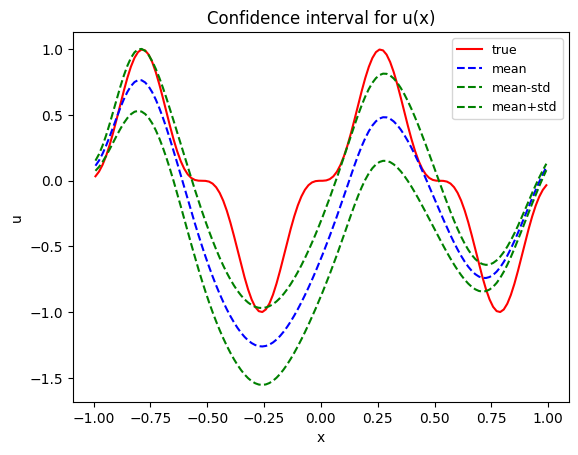 Confidence interval for u(x)
true
mean
mean-std
mean+std
1.0
0.5
0.0
−0.5
−1.0
−1.5
u
−1.00 −0.75 −0.50 −0.25 0.00 0.25 0.50 0.75 1.00
x